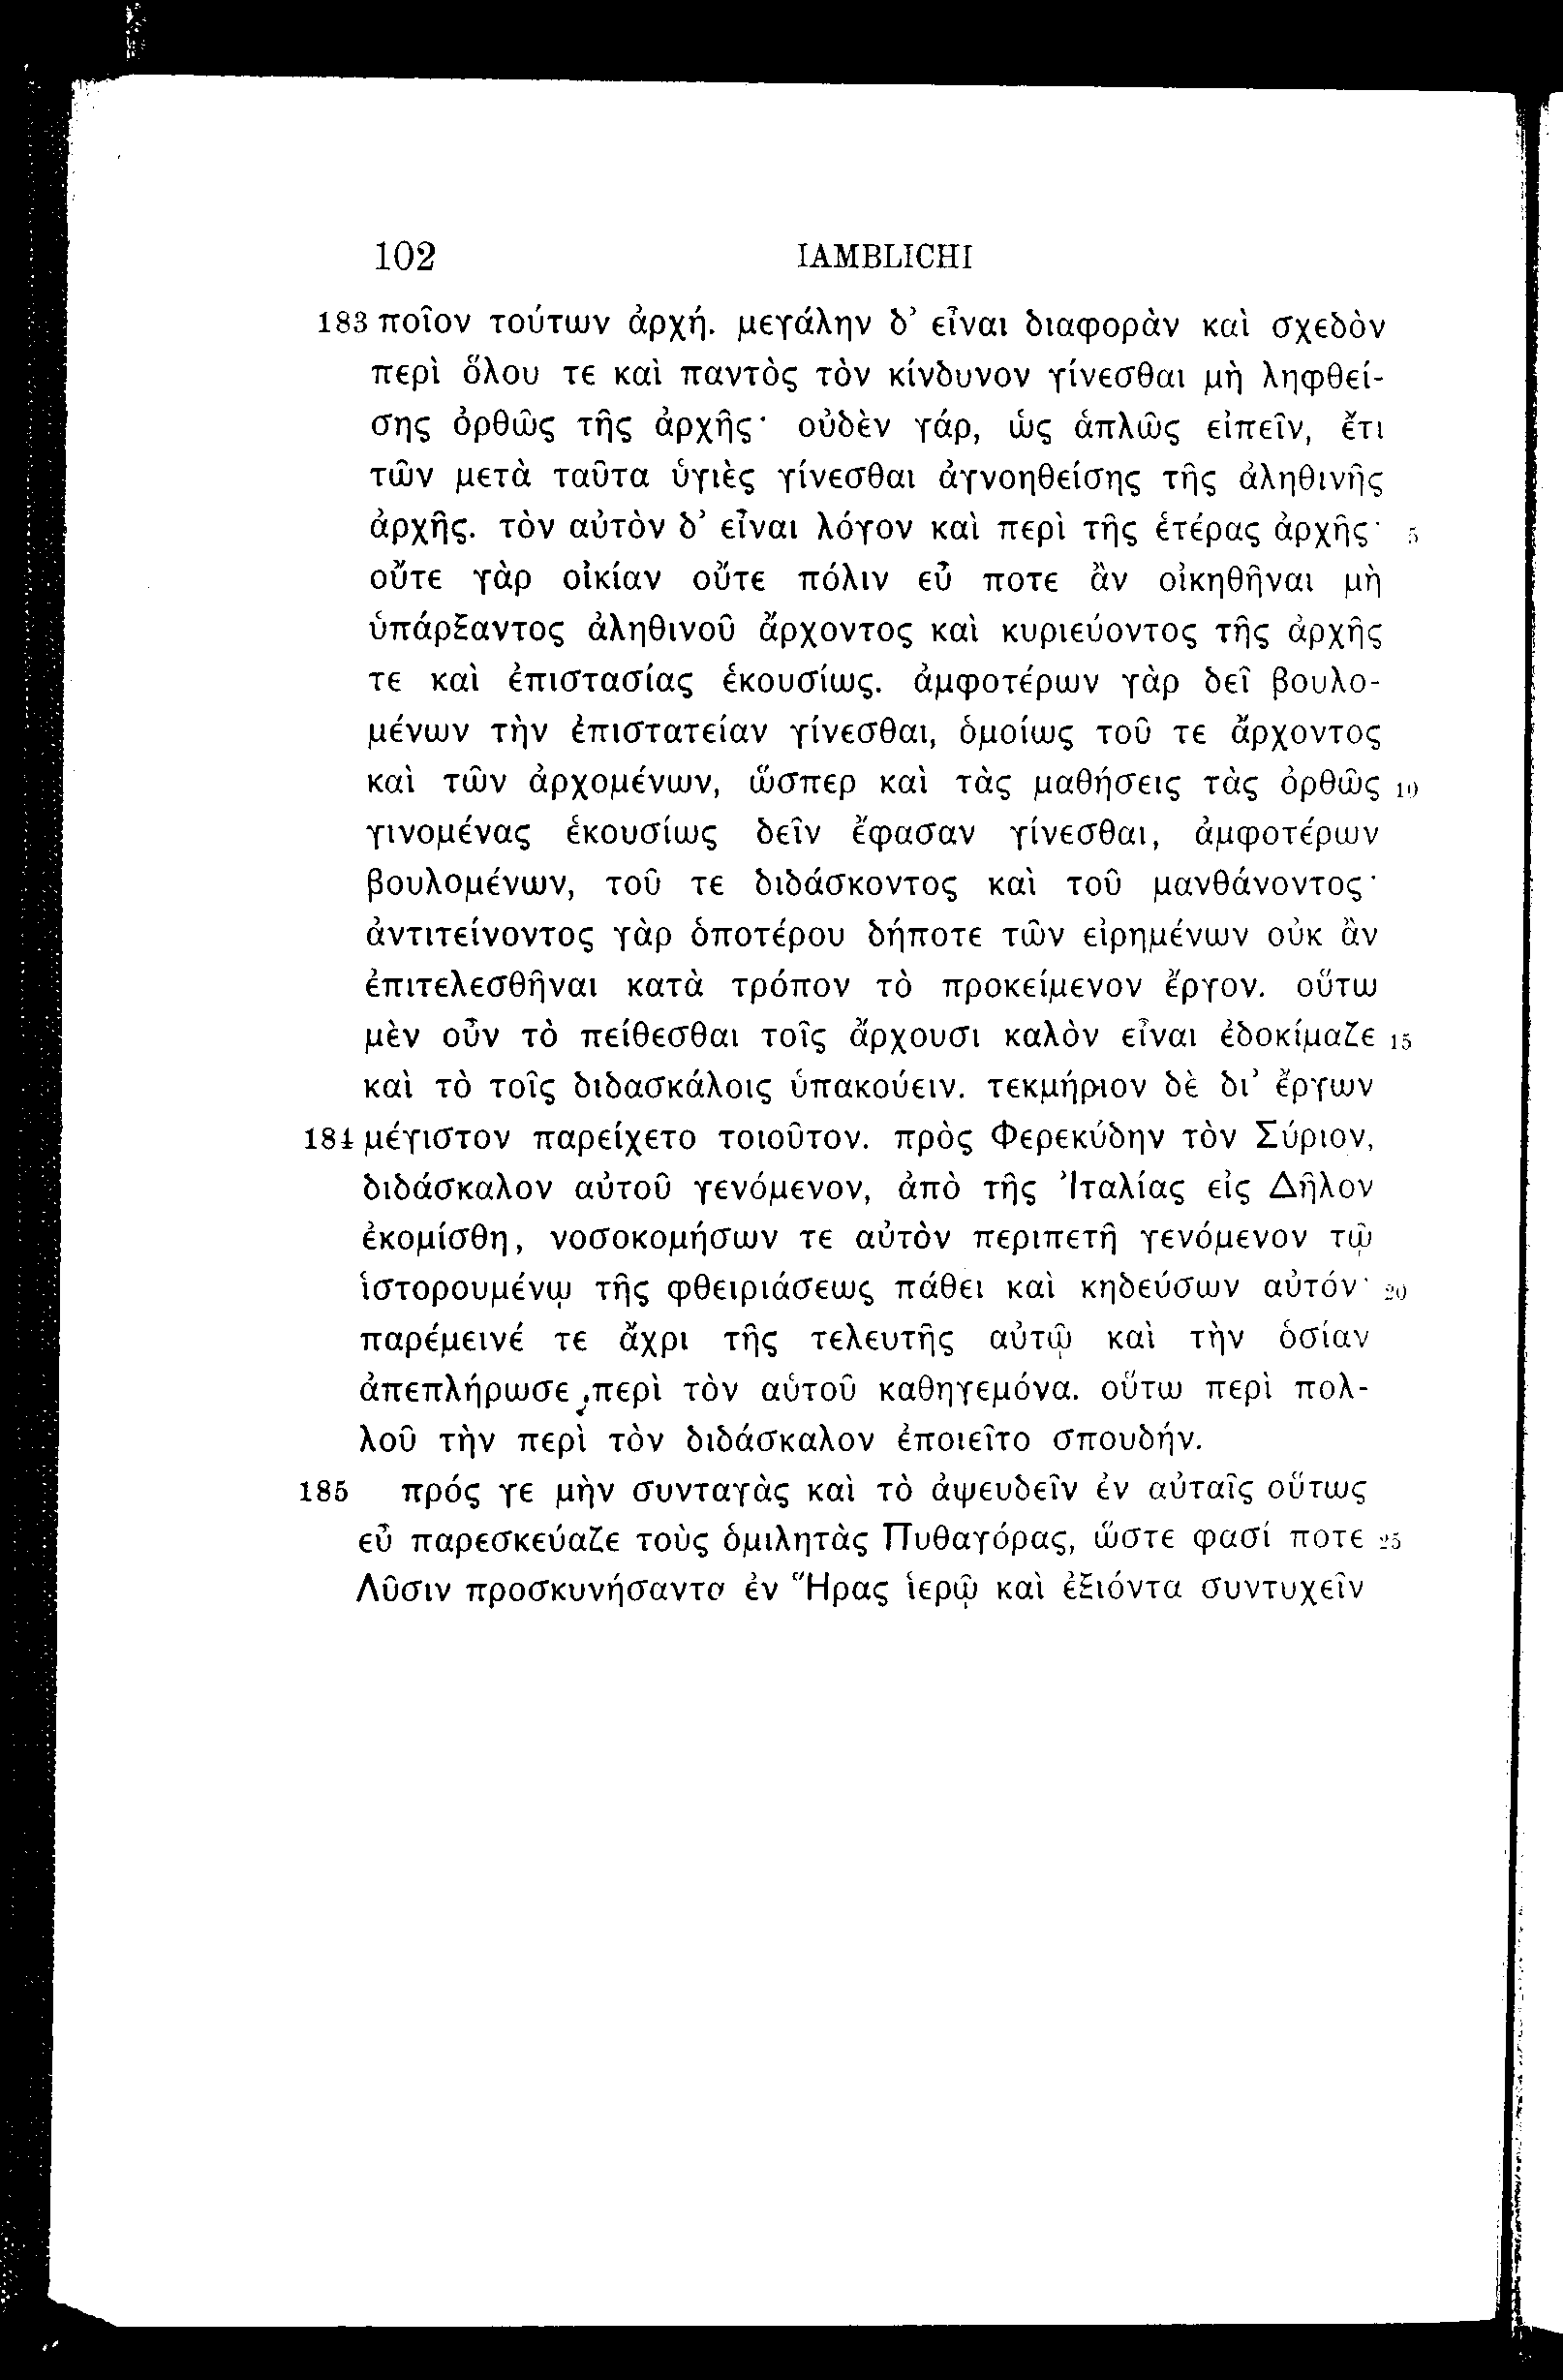 102 IAMBLICHI
183 ποῖον τούτων ἀρχή. μεγάλην δ’ εἶναι διαφορὰν καὶ σχεδὸν
περὶ ὅλου τε καὶ παντὸς τὸν κίνδυνον γίνεσθαι μὴ ληφθεί-
σης ὀρθῶς τῆς ἀρχῆς· οὐδὲν γάρ, ὡς ἁπλῶς εἰπεῖν, ἔτι
τῶν μετὰ ταῦτα ὑγιὲς γίνεσθαι ἀγνοηθείσης τῆς ἀληθινῆς
ἀρχῆς. τὸν αὐτὸν δ’ εἶναι λόγον καὶ περὶ τῆς ἑτέρας ἀρχῆς· 5
οὔτε γὰρ οἰκίαν οὔτε πόλιν εὖ ποτε ἂν οἰκηθῆναι μὴ
ὑπάρξαντος ἀληθινοῦ ἄρχοντος καὶ κυριεύοντος τῆς ἀρχῆς
τε καὶ ἐπιστασίας ἑκουσίως. ἀμφοτέρων γὰρ δεῖ βουλο-
μένων τὴν ἐπιστατείαν γίνεσθαι, ὁμοίως τοῦ τε ἄρχοντος
καὶ τῶν ἀρχομένων, ὥσπερ καὶ τὰς μαθήσεις τὰς ὀρθῶς 10
γινομένας ἑκουσίως δεῖν ἔφασαν γίνεσθαι, ἀμφοτέρων
βουλομένων, τοῦ τε διδάσκοντος καὶ τοῦ μανθάνοντος·
ἀντιτείνοντος γὰρ ὁποτέρου δήποτε τῶν εἰρημένων οὐκ ἂν
ἐπιτελεσθῆναι κατὰ τρόπον τὸ προκείμενον ἔργον. οὕτω
μὲν οὖν τὸ πείθεσθαι τοῖς ἄρχουσι καλὸν εἶναι ἐδοκίμαζε 15
καὶ τὸ τοῖς διδασκάλοις ὑπακούειν. τεκμήριον δὲ δι’ ἔργων
184 μέγιστον παρείχετο τοιοῦτον. πρὸς Φερεκύδην τὸν Σύριον,
διδάσκαλον αὐτοῦ γενόμενον, ἀπὸ τῆς Ἰταλίας εἰς Δῆλον
ἐκομίσθη, νοσοκομήσων τε αὐτὸν περιπετῆ γενόμενον τῷ
ἱστορουμένῳ τῆς φθειριάσεως πάθει καὶ κηδεύσων αὐτόν· 20
παρέμεινέ τε ἄχρι τῆς τελευτῆς αὐτῷ καὶ τὴν ὁσίαν
ἀπεπλήρωσε περὶ τὸν αὑτοῦ καθηγεμόνα. οὕτω περὶ πολ-
λοῦ τὴν περὶ τὸν διδάσκαλον ἐποιεῖτο σπουδήν.
185 πρός γε μὴν συνταγὰς καὶ τὸ ἀψευδεῖν ἐν αὐταῖς οὕτως
εὖ παρεσκεύαζε τοὺς ὁμιλητὰς Πυθαγόρας, ὥστε φασί ποτε 25
Λῦσιν προσκυνήσαντα ἐν Ἥρας ἱερῷ καὶ ἐξιόντα συντυχεῖν